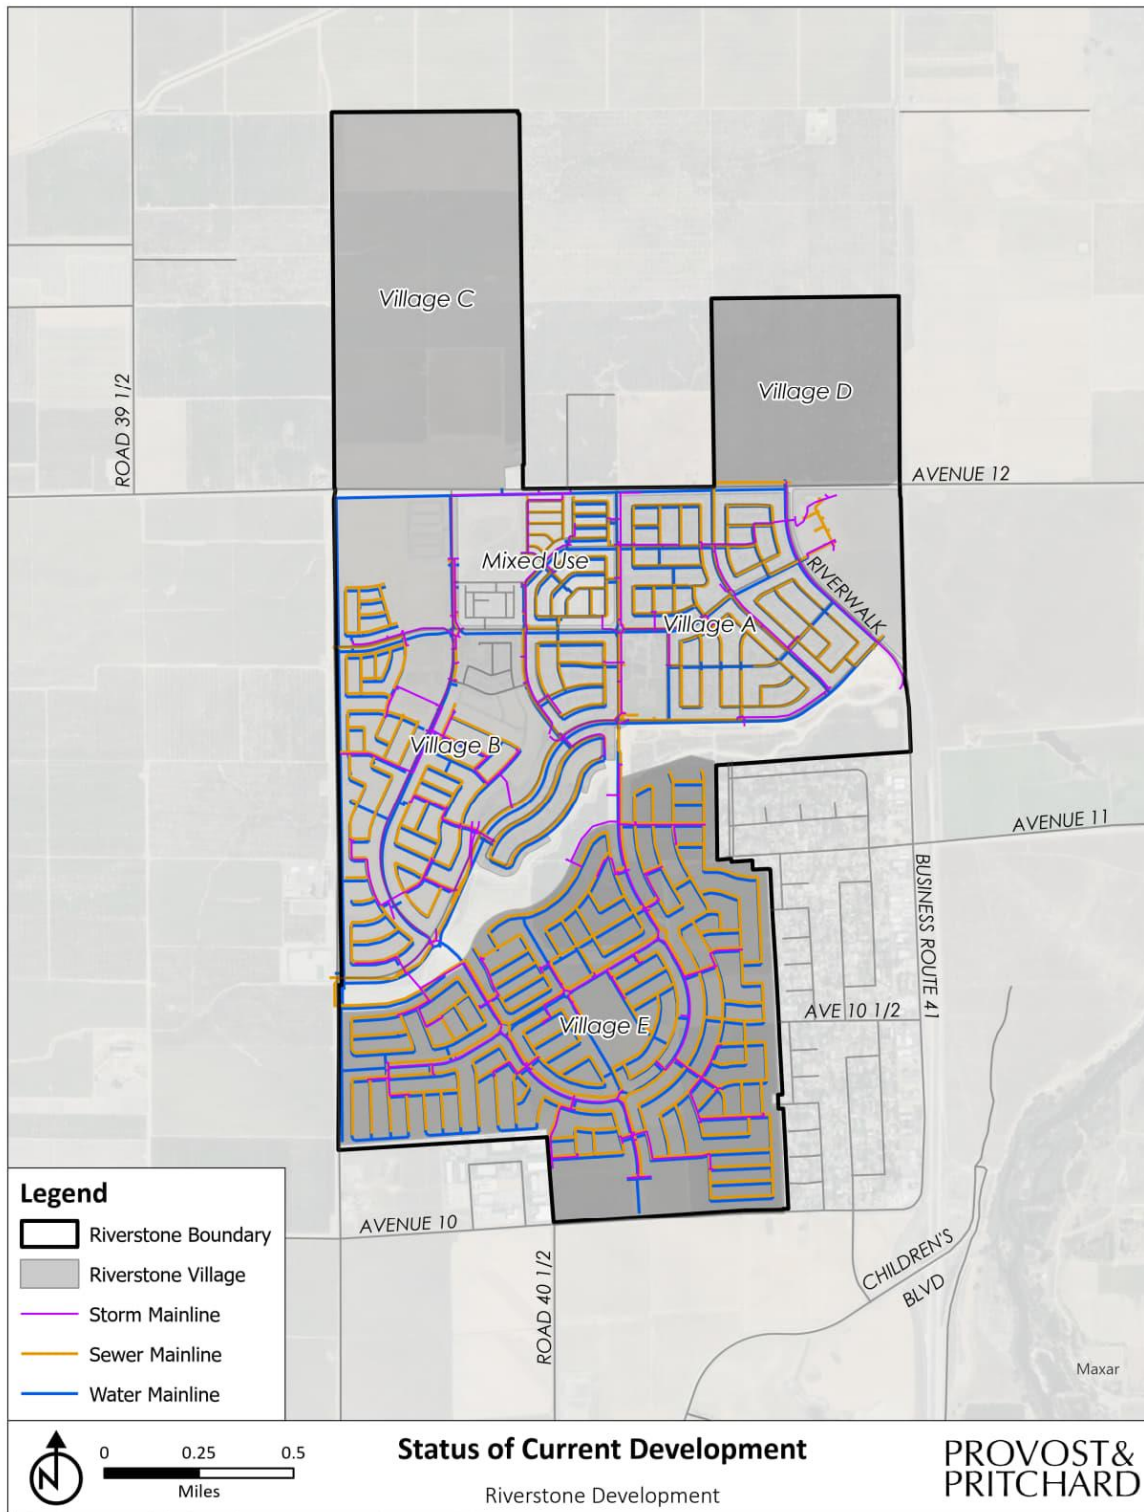 Village C
Village D
ROAD 39 1/2
AVENUE 12
Mixed Use
RIVERWALK
Village A
Village B
AVENUE 11
BUSINESS ROUTE 41
AVE 10 1/2
Village E
AVENUE 10
ROAD 40 1/2
CHILDREN'S
BLVD
Maxar
Legend
Riverstone Boundary
Riverstone Village
Storm Mainline
Sewer Mainline
Water Mainline
N
0 0.25 0.5
Miles
Status of Current Development
Riverstone Development
PROVOST&
PRITCHARD